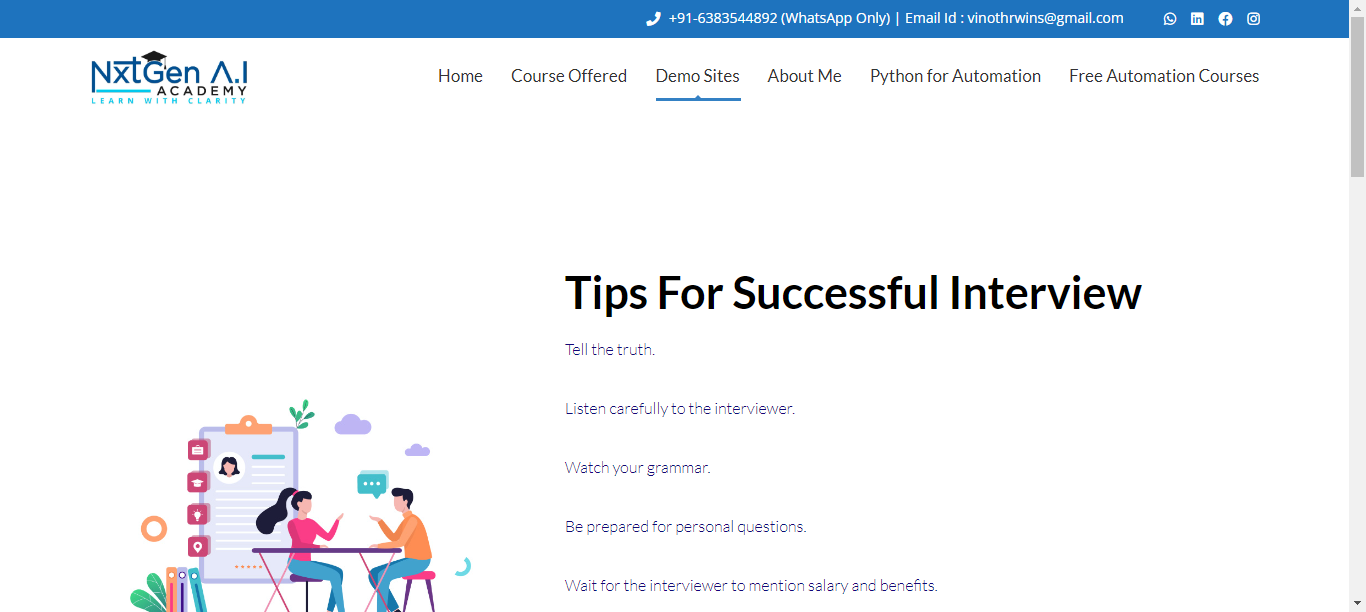 +91-6383544892 (WhatsApp Only) | Email Id : vinothrwins@gmail.com
NxtGen A.I
ACADEMY
LEARN WITH CLARITY
Home Course Offered Demo Sites About Me Python for Automation Free Automation Courses
Tips For Successful Interview
Tell the truth.
Listen carefully to the interviewer.
Watch your grammar.
Be prepared for personal questions.
Wait for the interviewer to mention salary and benefits.